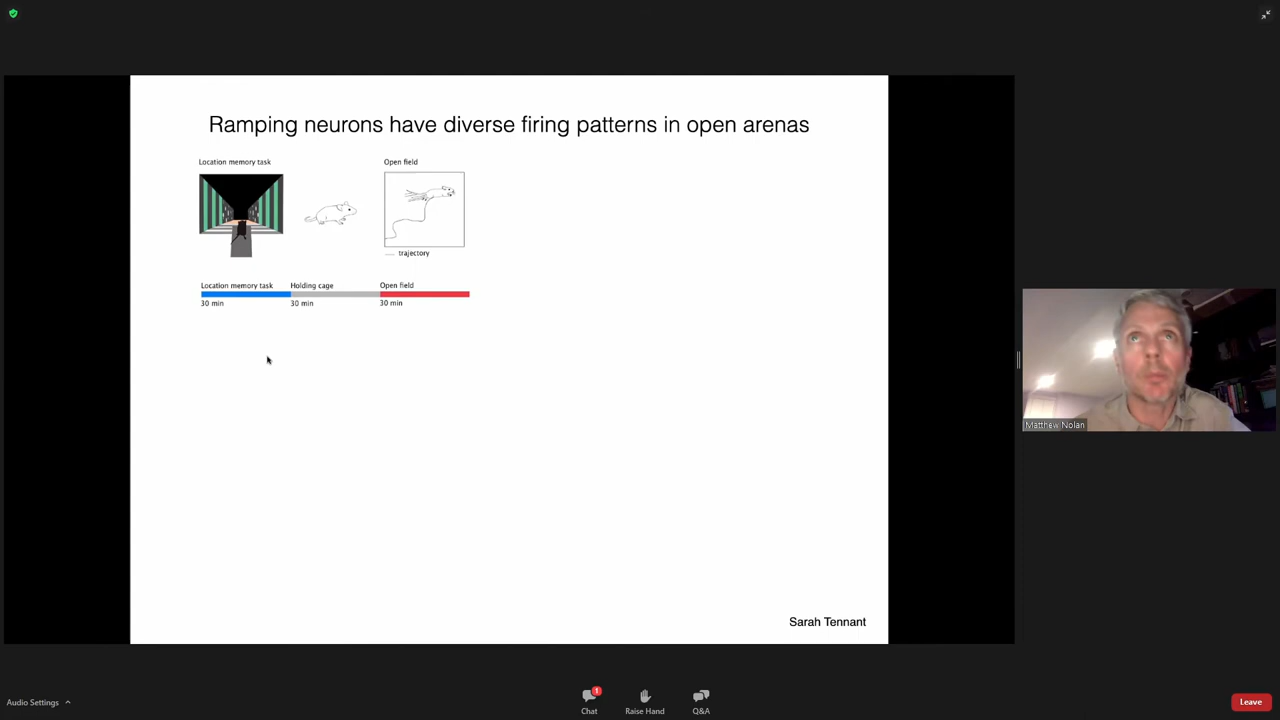 Ramping neurons have diverse firing patterns in open arenas
Location memory task
Open field
trajectory
Location memory task Holding cage Open field
30 min 30 min 30 min
Sarah Tennant
Matthew Nolan
Audio Settings
1
Chat Raise Hand Q&A
Leave